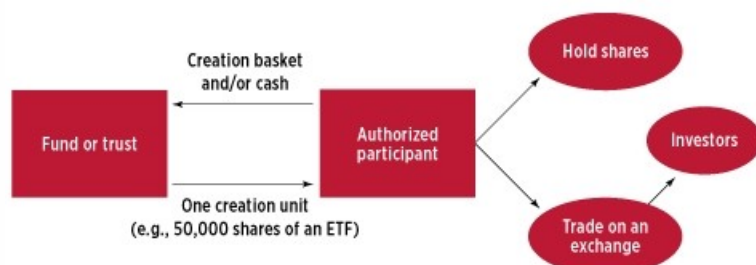 Creation basket
and/or cash
Hold shares
Fund or trust
Authorized
participant
Investors
One creation unit
(e.g., 50,000 shares of an ETF)
Trade on an
exchange